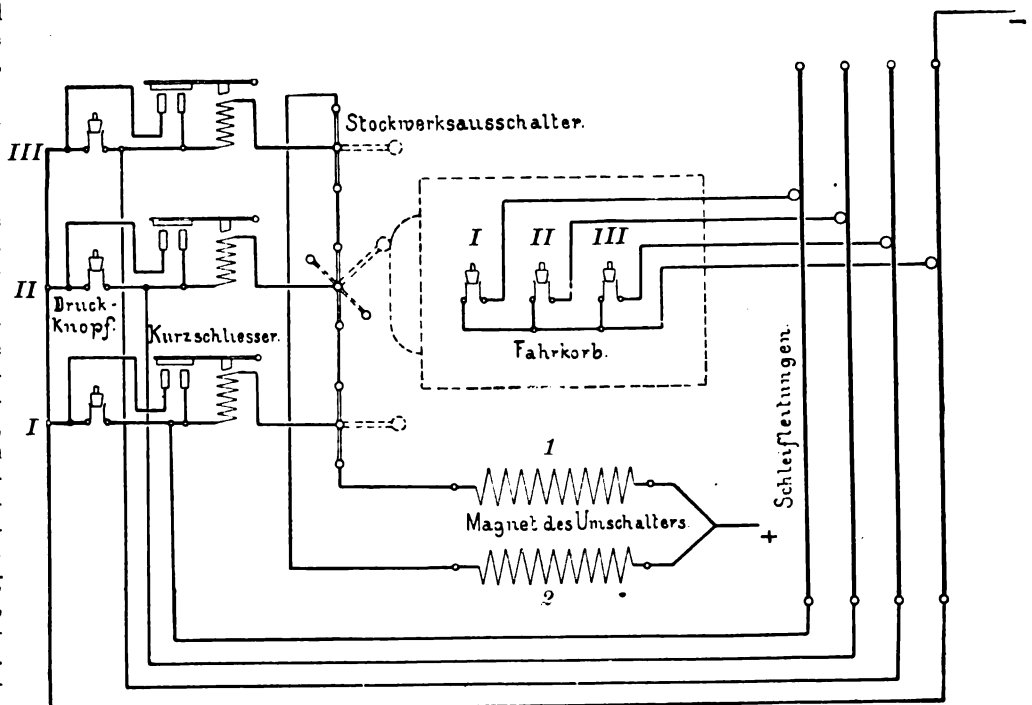 Stockwerksausschalter.
III
I II III
II
Druck-
Knopf.
Kurzschliesser.
Fahrkorb.
Schleifleitungen.
I
1
Magnet des Umschalters.
+
2
−